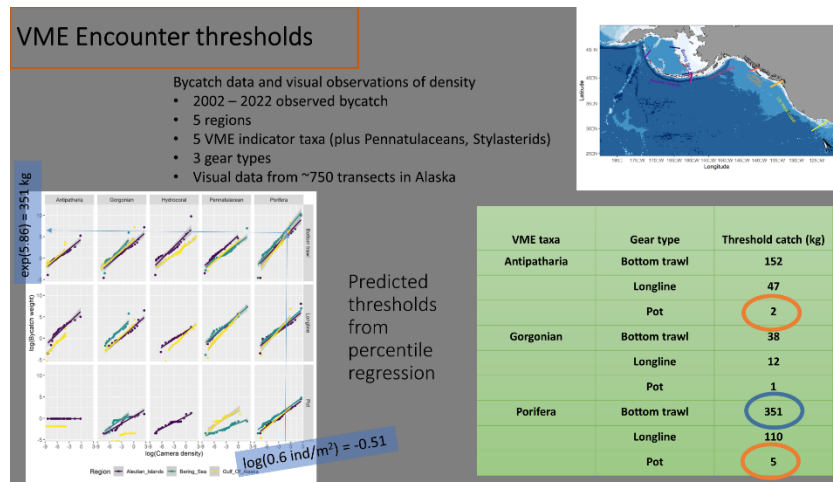 VME Encounter thresholds
Bycatch data and visual observations of density
• 2002 – 2022 observed bycatch
• 5 regions
• 5 VME indicator taxa (plus Pennatulaceans, Stylasterids)
• 3 gear types
• Visual data from ~750 transects in Alaska
Latitude
Longitude
exp(5.86) = 351 kg
Antipatharia Gorgonian Hydrocoral Pennatulacean Porifera
Bottom trawl
Longline
Pot
log(Bycatch weight)
log(Camera density)
Region Aleutian_Islands Bering_Sea Gulf_Of_Alaska
log(0.6 ind/m²) = -0.51
Predicted
thresholds
from
percentile
regression
VME taxa Gear type Threshold catch (kg)
Antipatharia Bottom trawl 152
Longline 47
Pot 2
Gorgonian Bottom trawl 38
Longline 12
Pot 1
Porifera Bottom trawl 351
Longline 110
Pot 5